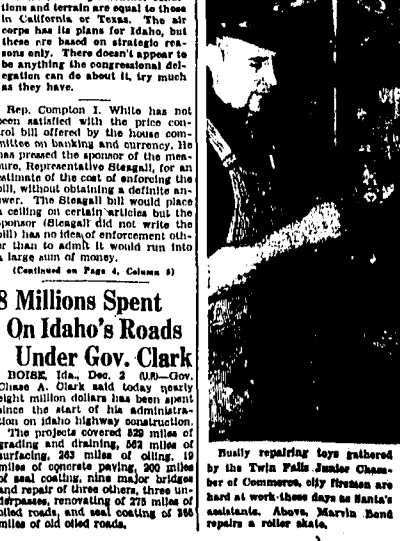 tions and terrain are equal to those
in California or Texas. The air
corps has its plans for Idaho, but
these are based on strategic rea-
sons only. There doesn't appear to
be anything the congressional del-
egation can do about it, try much
as they have.
Rep. Compton I. White has not
been satisfied with the price con-
trol bill offered by the house com-
mittee on banking and currency. He
has pressed the sponsor of the mea-
sure, Representative Steagall, for an
estimate of the cost of enforcing the
bill, without obtaining a definite an-
swer. The Steagall bill would place
a ceiling on certain articles but the
sponsor (Steagall did not write the
bill) has no idea of enforcement oth-
er than to admit it would run into
a large sum of money.
(Continued on Page 4, Column 5)
8 Millions Spent
On Idaho's Roads
Under Gov. Clark
BOISE, Ida., Dec. 2 (U.P.)—Gov.
Chase A. Clark said today nearly
eight million dollars has been spent
since the start of his administra-
tion on Idaho highway construction.
The projects covered 529 miles of
grading and draining, 562 miles of
surfacing, 263 miles of oiling, 19
miles of concrete paving, 200 miles
of seal coating, nine major bridges
and repair of three others, three un-
derpasses, renovating of 275 miles of
oiled roads, and seal coating of
miles of old oiled roads.
Busily repairing toys gathered
by the Twin Falls Junior Cham-
ber of Commerce, city firemen are
hard at work these days as Santa's
assistants. Above, Marvin Bond
repairs a roller skate.